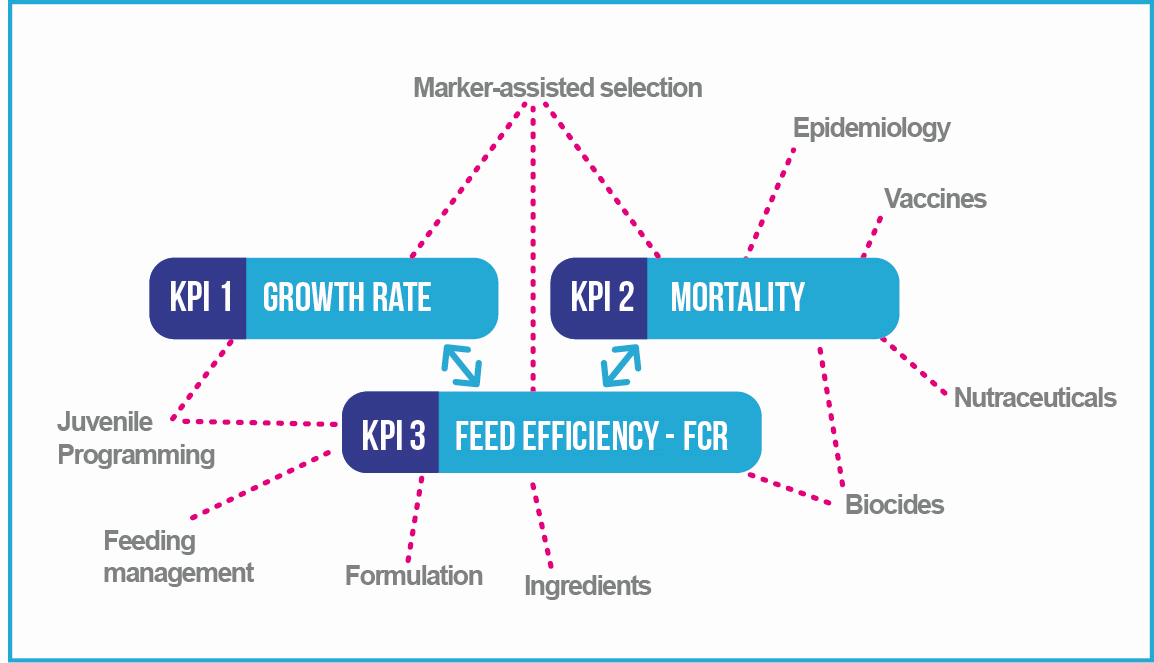 Marker-assisted selection
Epidemiology
Vaccines
KPI 1 GROWTH RATE
KPI 2 MORTALITY
Nutraceuticals
Juvenile
Programming
KPI 3 FEED EFFICIENCY - FCR
Biocides
Feeding
management
Formulation
Ingredients